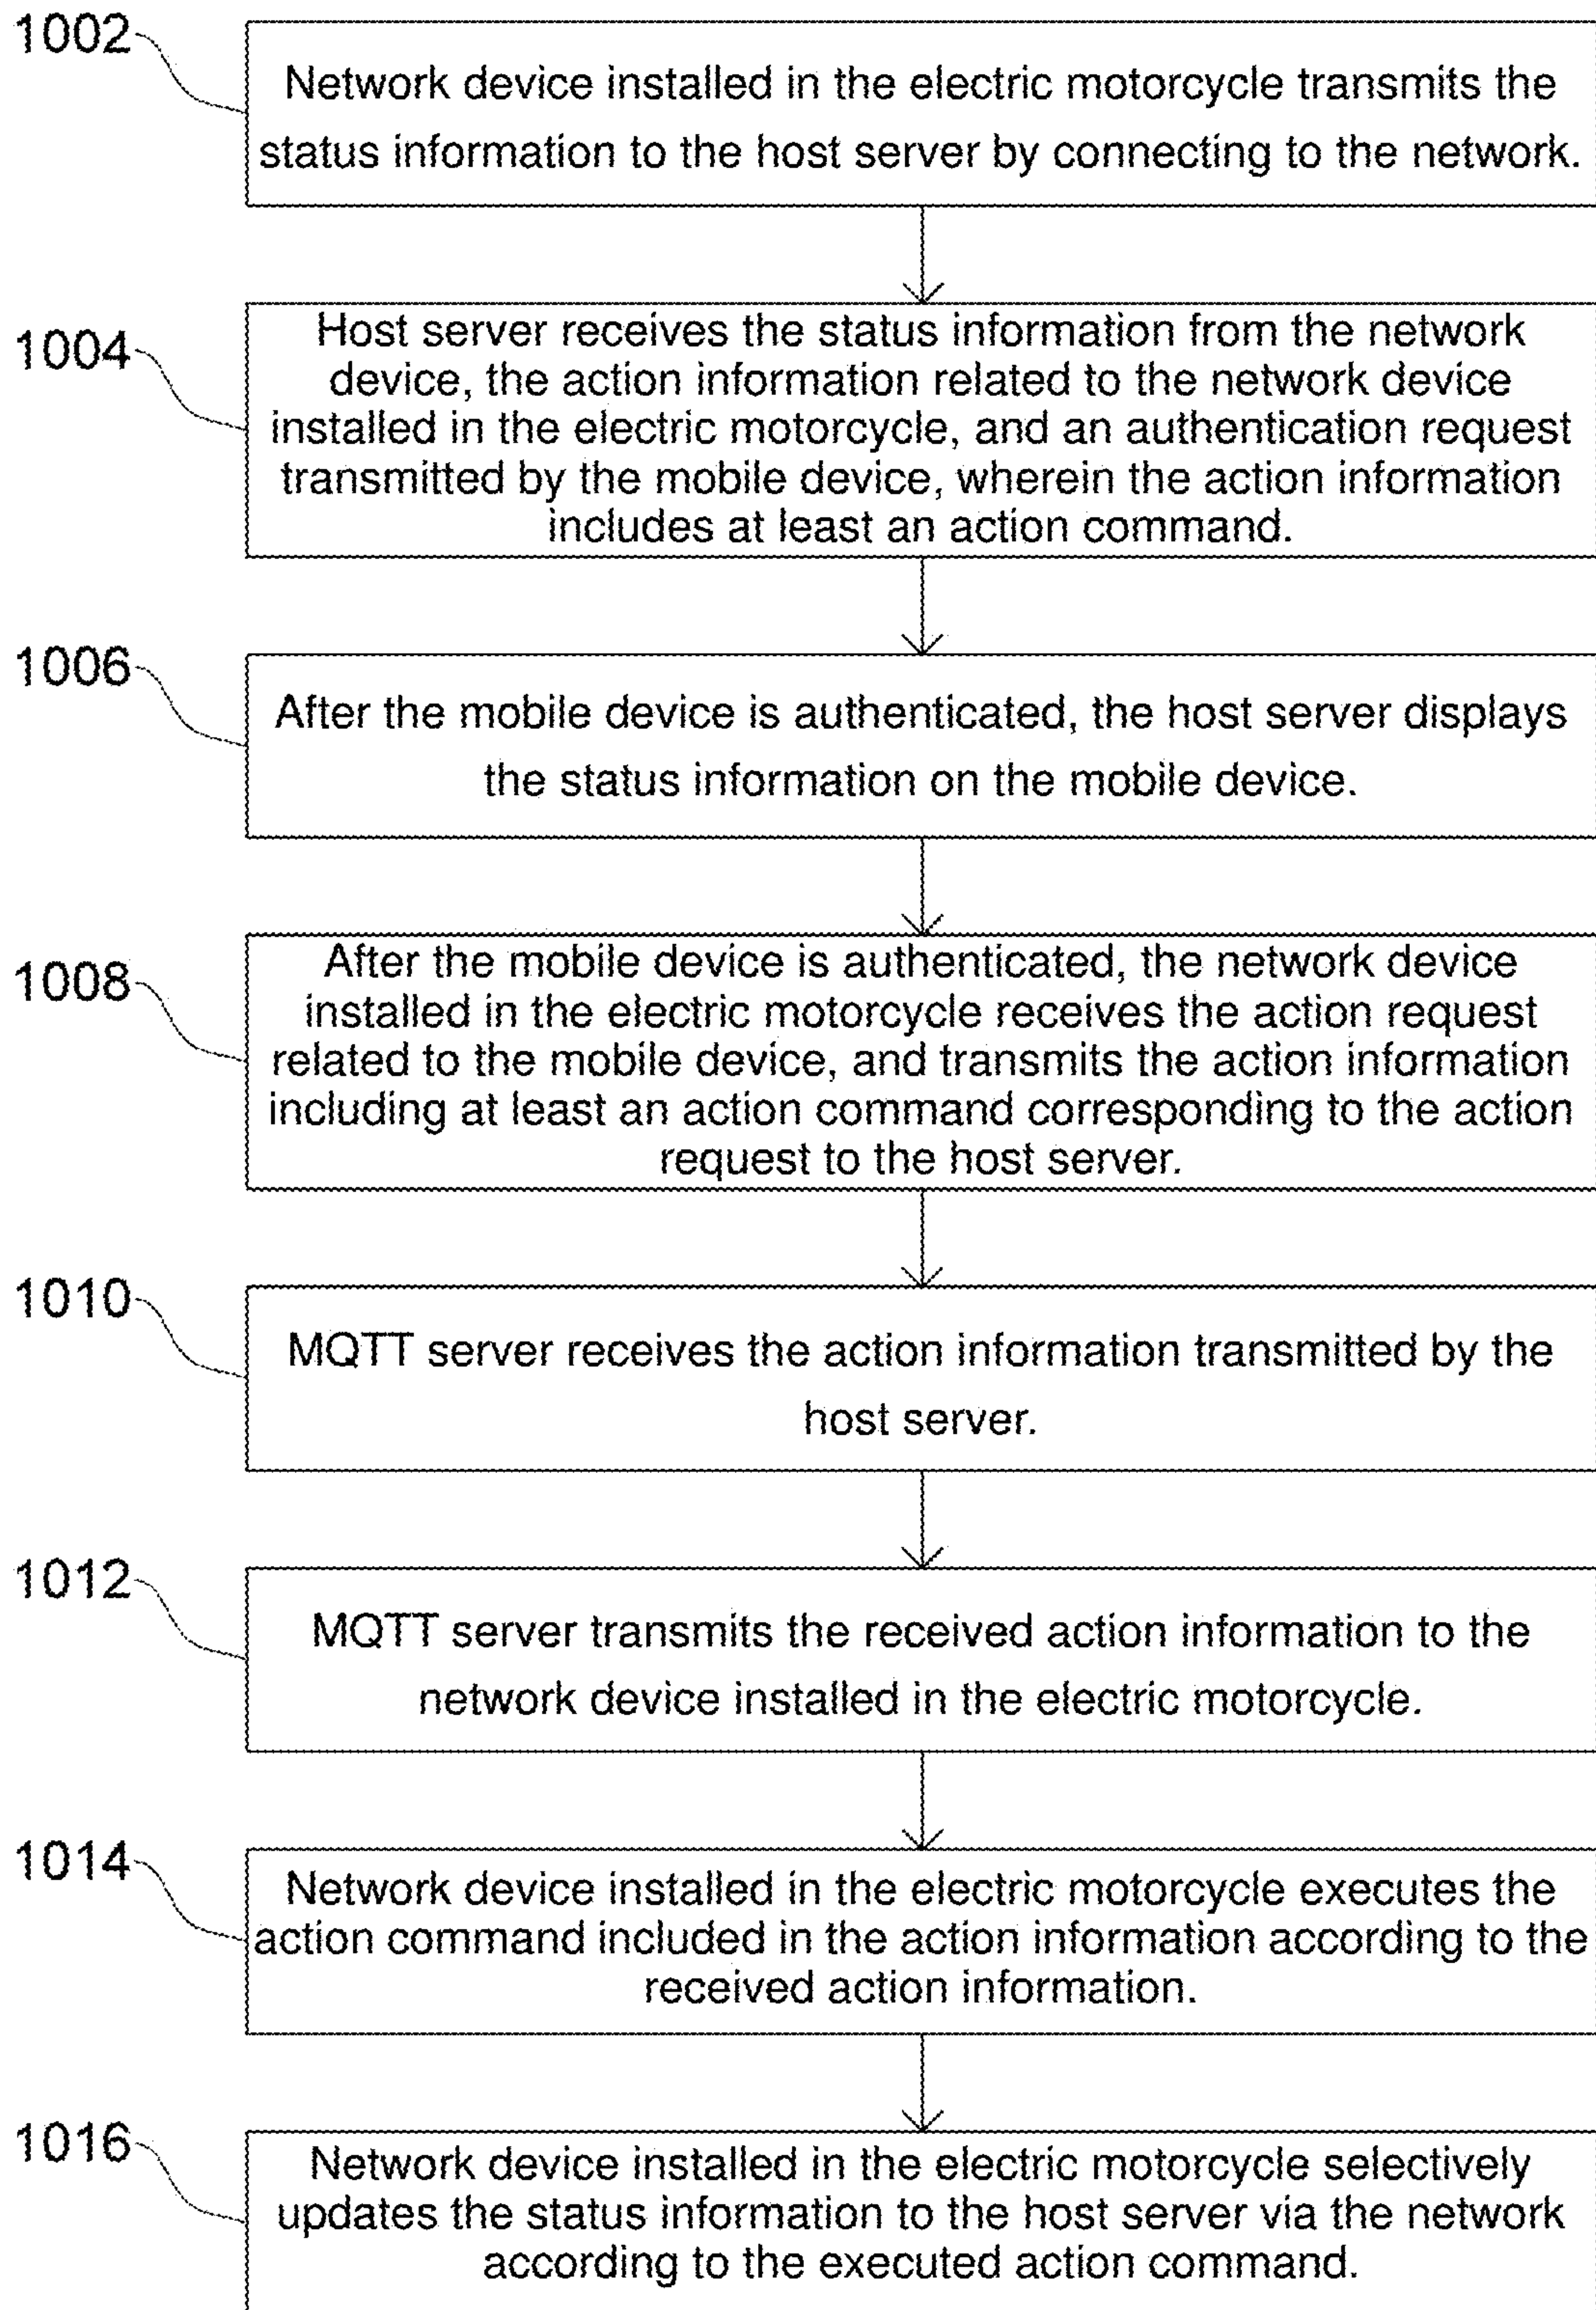 1002
Network device installed in the electric motorcycle transmits the
status information to the host server by connecting to the network.
1004
Host server receives the status information from the network
device, the action information related to the network device
installed in the electric motorcycle, and an authentication request
transmitted by the mobile device, wherein the action information
includes at least an action command.
1006
After the mobile device is authenticated, the host server displays
the status information on the mobile device.
1008
After the mobile device is authenticated, the network device
installed in the electric motorcycle receives the action request
related to the mobile device, and transmits the action information
including at least an action command corresponding to the action
request to the host server.
1010
MQTT server receives the action information transmitted by the
host server.
1012
MQTT server transmits the received action information to the
network device installed in the electric motorcycle.
1014
Network device installed in the electric motorcycle executes the
action command included in the action information according to the
received action information.
1016
Network device installed in the electric motorcycle selectively
updates the status information to the host server via the network
according to the executed action command.